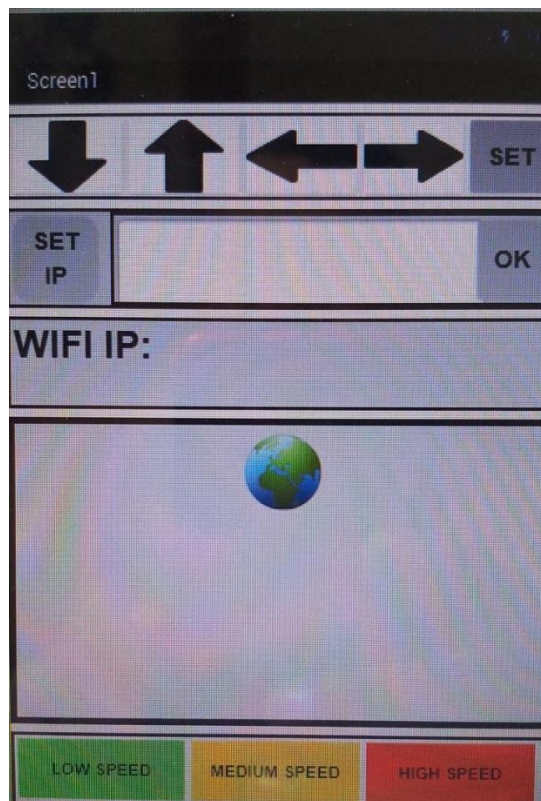 Screen1
SET
SET
IP
OK
WIFI IP:
LOW SPEED
MEDIUM SPEED
HIGH SPEED